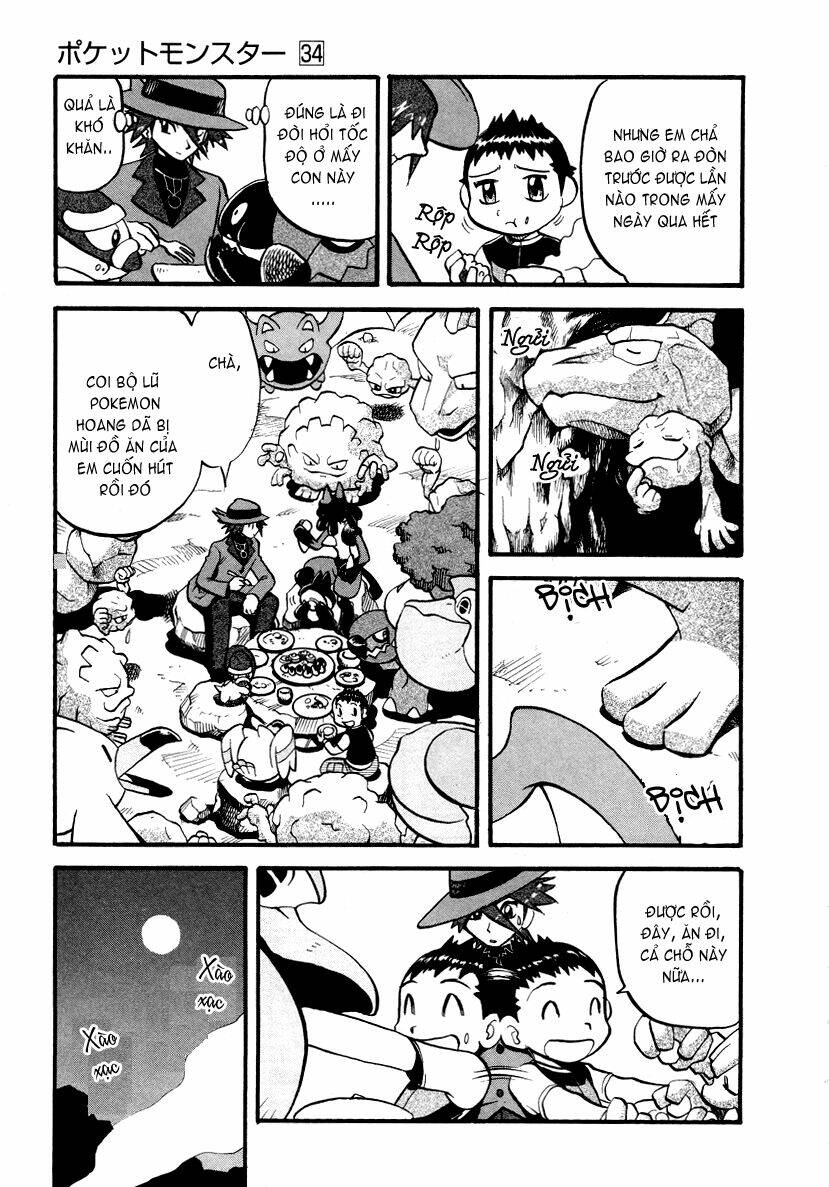 ポケットモンスター 34
NHƯNG EM CHẢ
BAO GIỜ RA ĐÒN
TRƯỚC ĐƯỢC LẦN
NÀO TRONG MẤY
NGÀY QUA HẾT
Rộp
Rộp
ĐÚNG LÀ ĐI
ĐÒI HỎI TỐC
ĐỘ Ở MẤY
CON NÀY
.....
QUẢ LÀ
KHÓ
KHĂN..
Ngửi
Ngửi
BỊCH
BỊCH
CHÀ,
COI BỘ LŨ
POKEMON
HOANG DÃ BỊ
MÙI ĐỒ ĂN CỦA
EM CUỐN HÚT
RỒI ĐÓ
ĐƯỢC RỒI,
ĐÂY, ĂN ĐI,
CẢ CHỖ NÀY
NỮA...
Xào
xạc
Xào
xạc